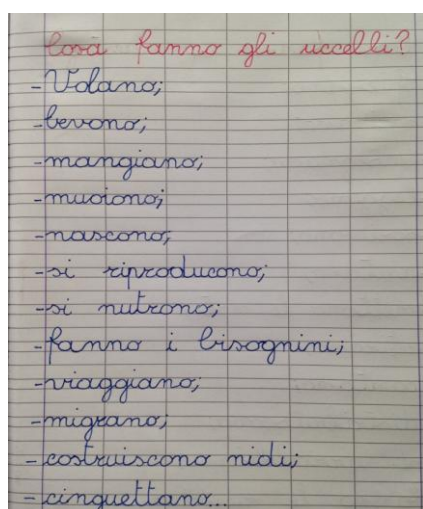 Cosa fanno gli uccelli?
-Volano;
-bevono;
-mangiano;
-muoiono;
-nascono;
-si riproducono;
-si nutrono;
-fanno i bisognini;
-viaggiano;
-migrano;
-costruiscono nidi;
-cinguettano...